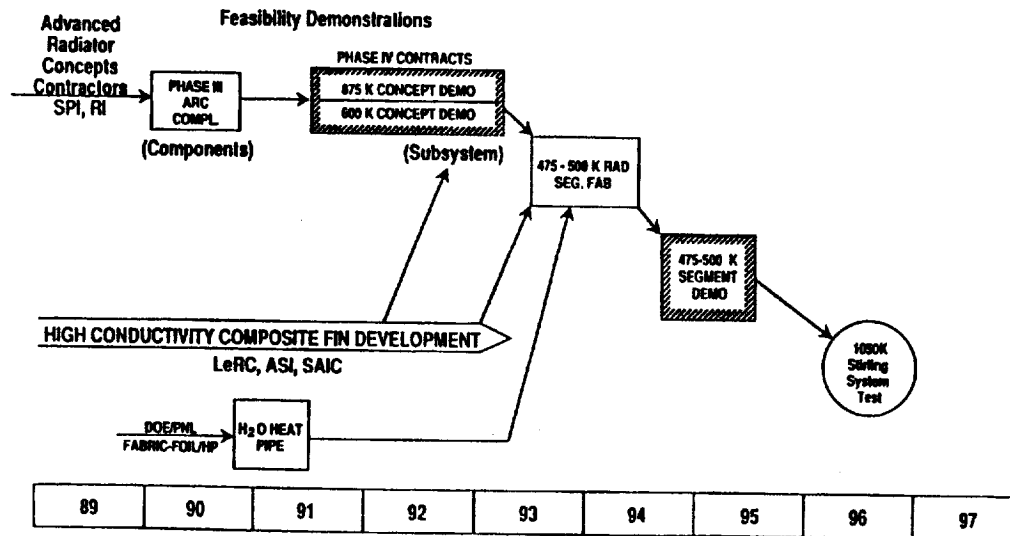 Feasibility Demonstrations
Advanced
Radiator
Concepts
Contractors
SPI, RI
PHASE III
ARC
COMPL.
(Components)
PHASE IV CONTRACTS
875 K CONCEPT DEMO
600 K CONCEPT DEMO
(Subsystem)
475 - 500 K RAD
SEG. FAB
475-500 K
SEGMENT
DEMO
1050K
Stirling
System
Test
HIGH CONDUCTIVITY COMPOSITE FIN DEVELOPMENT
LeRC, ASI, SAIC
DOE/PNL
FABRIC-FOIL/HP
H2O HEAT
PIPE
89 90 91 92 93 94 95 96 97